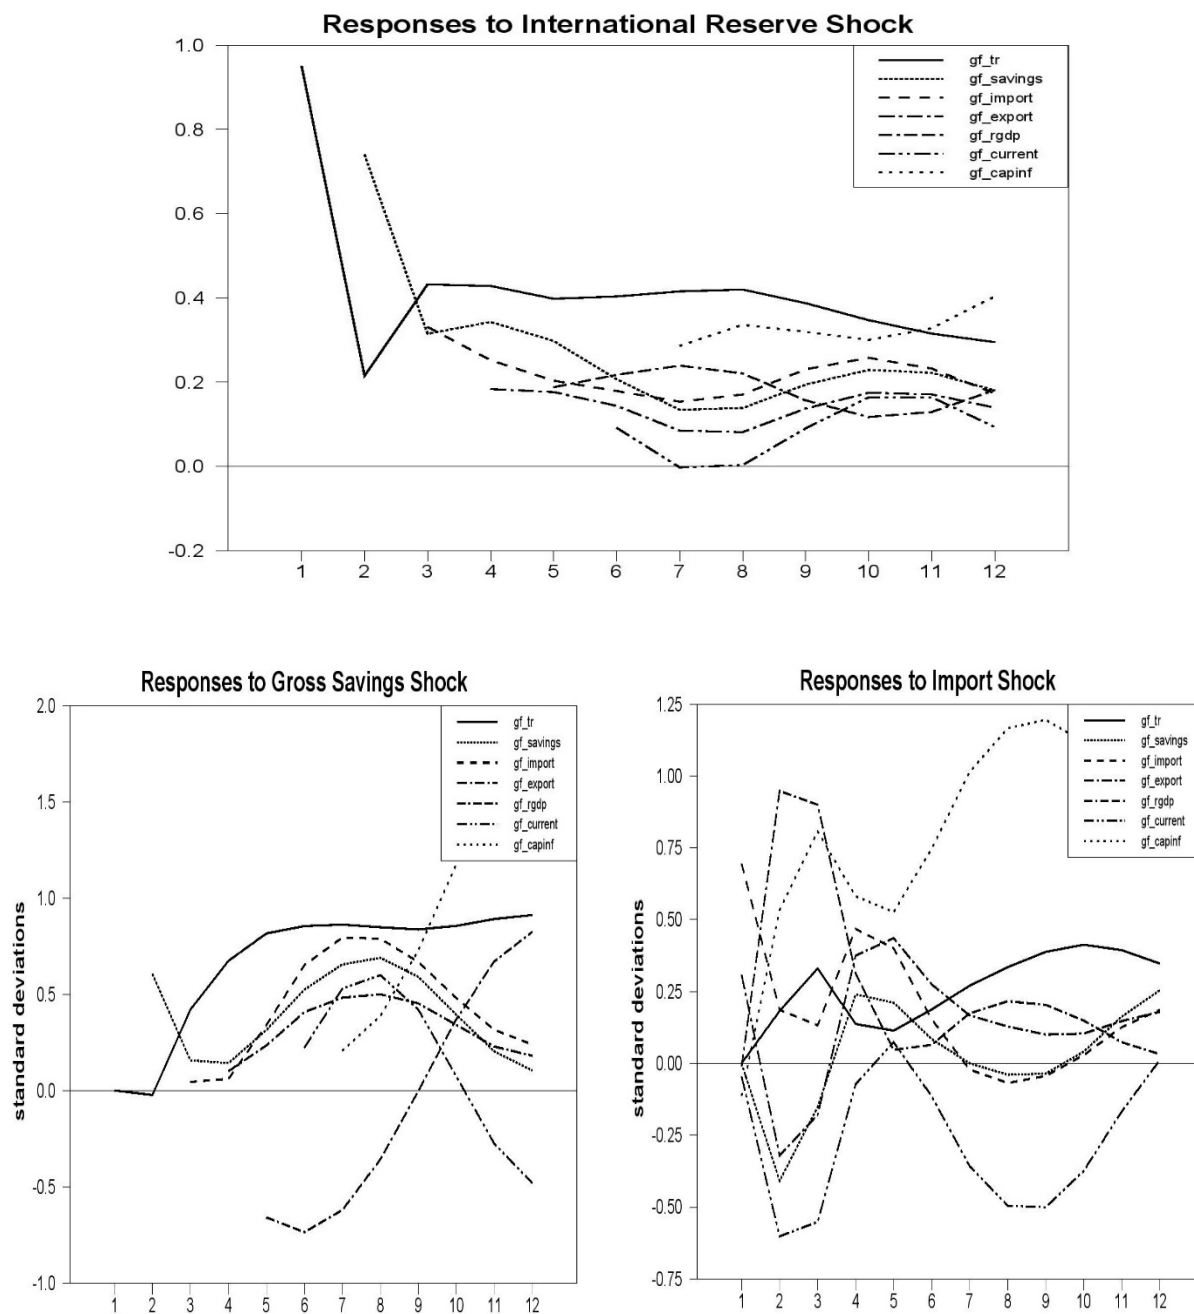 Responses to International Reserve Shock
1.0
0.8
0.6
0.4
0.2
0.0
-0.2
gf_tr
gf_savings
gf_import
gf_export
gf_rgdp
gf_current
gf_capinf
1 2 3 4 5 6 7 8 9 10 11 12
Responses to Gross Savings Shock
standard deviations
2.0
1.5
1.0
0.5
0.0
-0.5
-1.0
gf_tr
gf_savings
gf_import
gf_export
gf_rgdp
gf_current
gf_capinf
1 2 3 4 5 6 7 8 9 10 11 12
Responses to Import Shock
standard deviations
1.25
1.00
0.75
0.50
0.25
0.00
-0.25
-0.50
-0.75
gf_tr
gf_savings
gf_import
gf_export
gf_rgdp
gf_current
gf_capinf
1 2 3 4 5 6 7 8 9 10 11 12